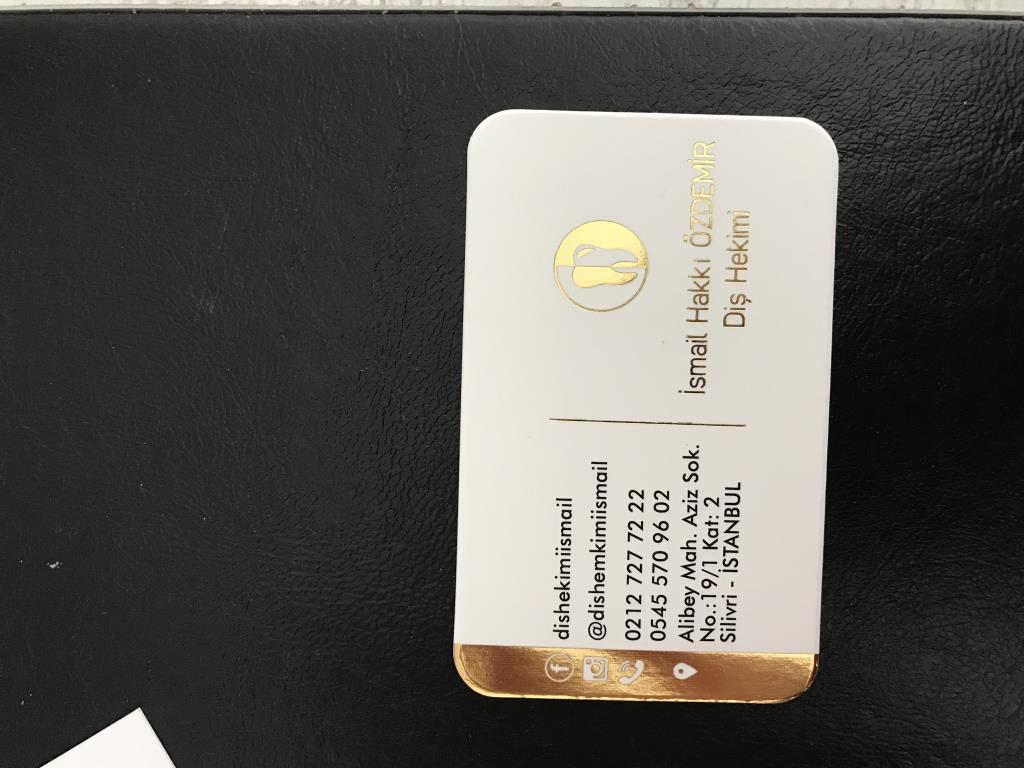 dishekimiismail
@dishemkimiismail
0212 727 72 22
0545 570 96 02
Alibey Mah. Aziz Sok.
No.:19/1 Kat: 2
Silivri - İSTANBUL
İsmail Hakkı ÖZDEMİR
Diş Hekimi